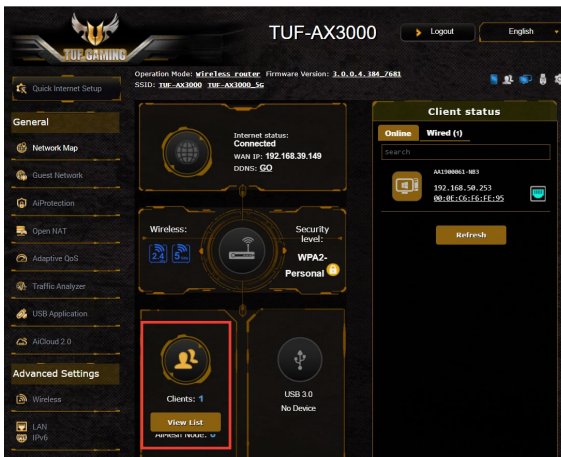 TUF GAMING
TUF-AX3000
Logout
English
Quick Internet Setup
Operation Mode: Wireless router Firmware Version: 3.0.0.4.384_7681
SSID: TUF-AX3000 TUF-AX3000_5G
General
Network Map
Guest Network
AiProtection
Open NAT
Adaptive QoS
Traffic Analyzer
USB Application
AiCloud 2.0
Advanced Settings
Wireless
LAN
IPv6
Internet status:
Connected
WAN IP: 192.168.39.149
DDNS: GO
Wireless:
2.4
5
Security
level:
WPA2-
Personal
Clients: 1
View List
AiMesh Node: 0
USB 3.0
No Device
Client status
Online
Wired (1)
Search
AA1900061-NB3
192.168.50.253
00:0E:C6:F6:FE:95
Refresh